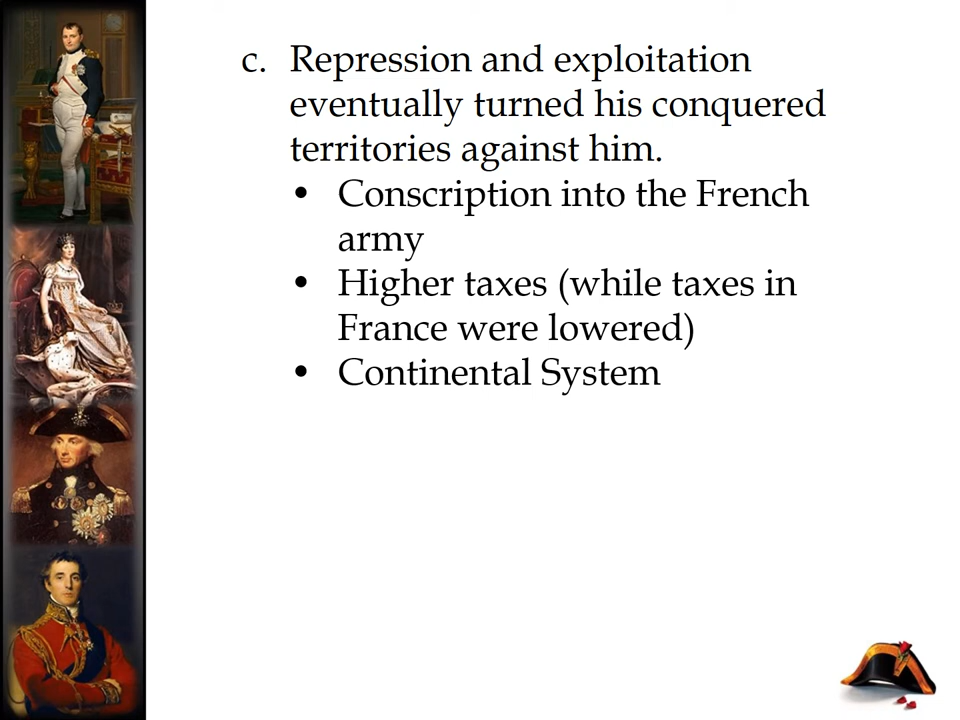 c. Repression and exploitation
eventually turned his conquered
territories against him.
• Conscription into the French
army
• Higher taxes (while taxes in
France were lowered)
• Continental System